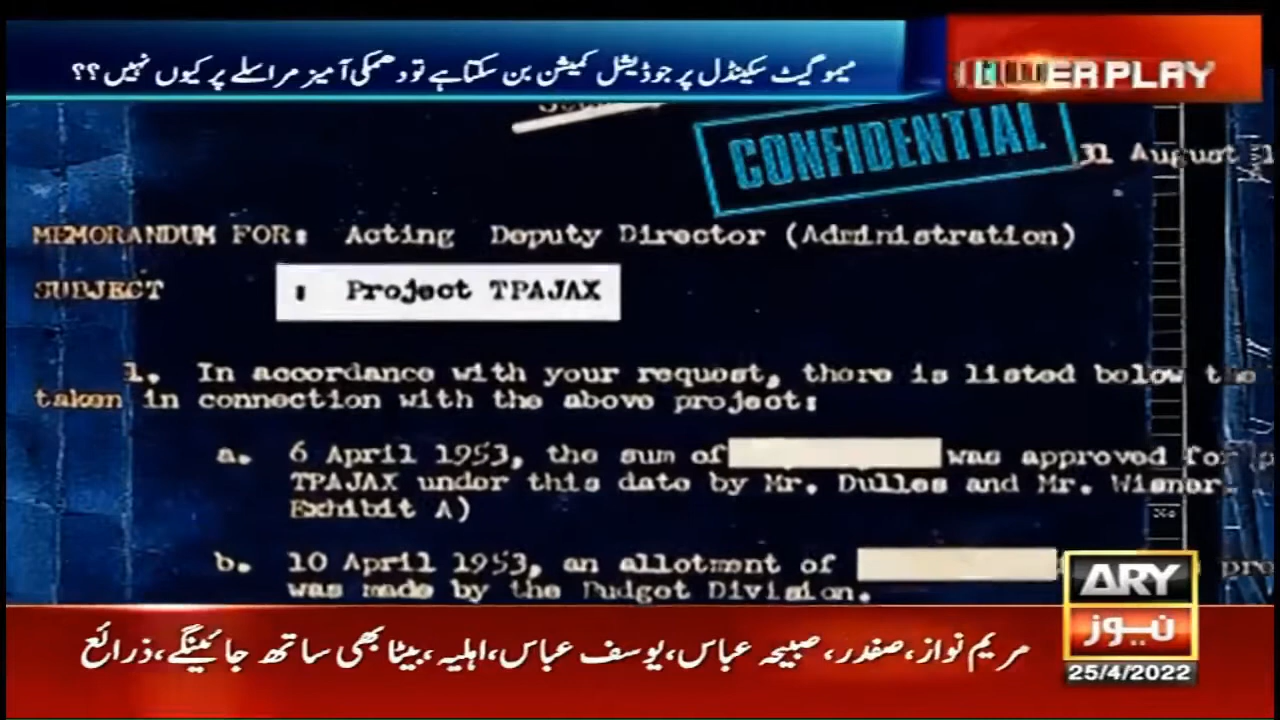 میمو گیٹ سکینڈل پر جوڈیشل کمیشن بن سکتا ہے تو دھمکی آمیز مراسلے پر کیوں نہیں؟؟
ERPLAY
CONFIDENTIAL
31 August 1
MEMORANDUM FOR: Acting Deputy Director (Administration)
SUBJECT : Project TPAJAX
1. In accordance with your request, there is listed below the
taken in connection with the above project:
a. 6 April 1953, the sum of was approved for p
TPAJAX under this date by Mr. Dulles and Mr. Wisner
Exhibit A)
b. 10 April 1953, an allotment of pro
was made by the Budget Division.
ARY
نیوز
25/4/2022
مریم نواز، صفدر، صبیحہ عباس، یوسف عباس، اہلیہ، بیٹا بھی ساتھ جائینگے، ذرائع